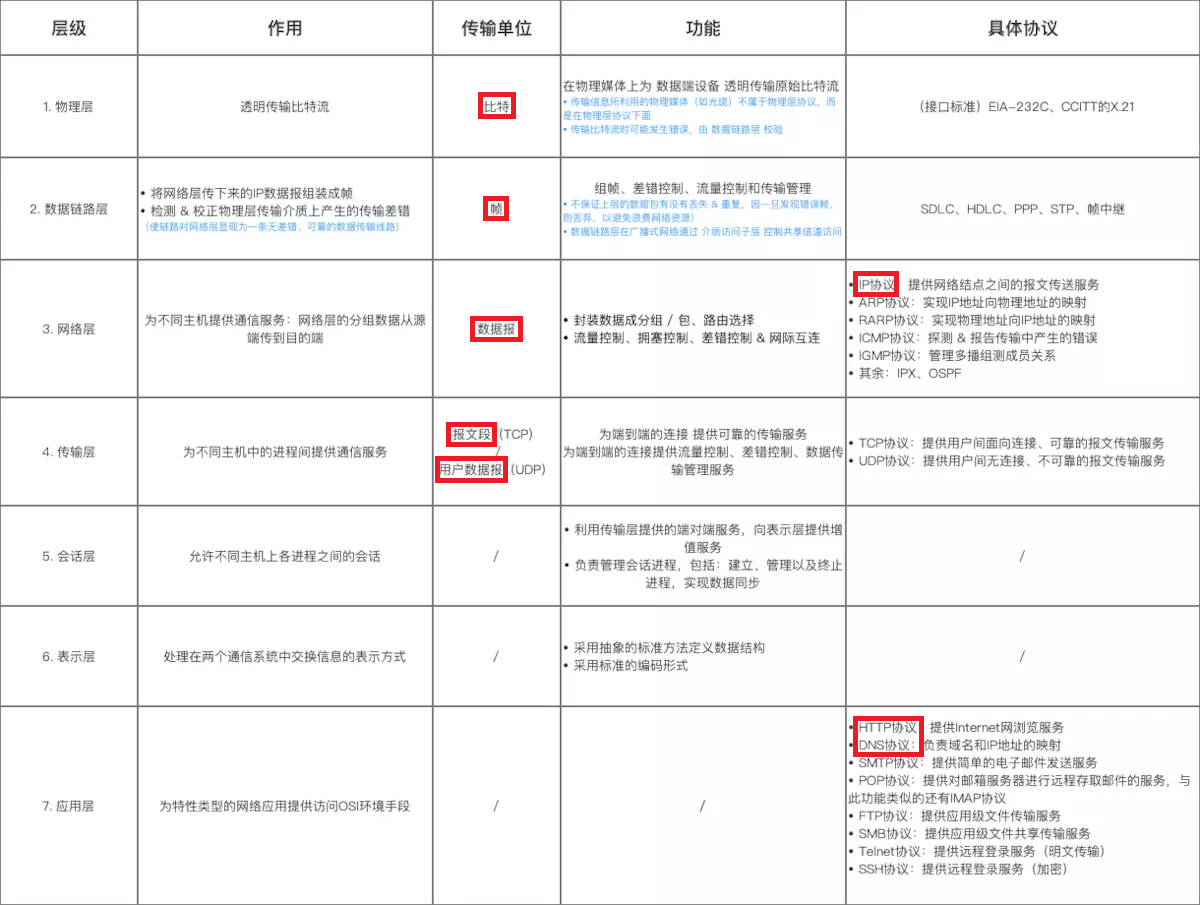 层级
作用
传输单位
功能
具体协议
1. 物理层
透明传输比特流
比特
在物理媒体上为 数据端设备 透明传输原始比特流
• 传输信息所利用的物理媒体（如光缆）不属于物理层协议，而
是在物理层协议下面
• 传输比特流时可能发生错误，由 数据链路层 校验
（接口标准）EIA-232C、CCITT的X.21
2. 数据链路层
• 将网络层传下来的IP数据报组装成帧
• 检测 & 校正物理层传输介质上产生的传输差错
（使链路对网络层显现为一条无差错，可靠的数据传输线路）
帧
组帧、差错控制、流量控制和传输管理
• 不保证上层的数据包有没有丢失 & 重复，因一旦发现错误帧，
则丢弃，以避免浪费网络资源）
• 数据链路层在广播式网络通过 介质访问子层 控制共享信道访问
SDLC、HDLC、PPP、STP、帧中继
3. 网络层
为不同主机提供通信服务：网络层的分组数据从源
端传到目的端
数据报
• 封装数据成分组 / 包、路由选择
• 流量控制、拥塞控制、差错控制 & 网际互连
• IP协议 提供网络结点之间的报文传送服务
• ARP协议：实现IP地址向物理地址的映射
• RARP协议：实现物理地址向IP地址的映射
• ICMP协议：探测 & 报告传输中产生的错误
• IGMP协议：管理多播组测成员关系
• 其余：IPX、OSPF
4. 传输层
为不同主机中的进程间提供通信服务
报文段 (TCP)
/
用户数据报 (UDP)
为端到端的连接 提供可靠的传输服务
为端到端的连接提供流量控制、差错控制、数据传
输管理服务
• TCP协议：提供用户间面向连接、可靠的报文传输服务
• UDP协议：提供用户间无连接、不可靠的报文传输服务
5. 会话层
允许不同主机上各进程之间的会话
/
• 利用传输层提供的端对端服务，向表示层提供增
值服务
• 负责管理会话进程，包括：建立、管理以及终止
进程，实现数据同步
/
6. 表示层
处理在两个通信系统中交换信息的表示方式
/
• 采用抽象的标准方法定义数据结构
• 采用标准的编码形式
/
7. 应用层
为特性类型的网络应用提供访问OSI环境手段
/
/
• HTTP协议 提供Internet网浏览服务
• DNS协议：负责域名和IP地址的映射
• SMTP协议：提供简单的电子邮件发送服务
• POP协议：提供对邮箱服务器进行远程存取邮件的服务，与
此功能类似的还有IMAP协议
• FTP协议：提供应用级文件传输服务
• SMB协议：提供应用级文件共享传输服务
• Telnet协议：提供远程登录服务（明文传输）
• SSH协议：提供远程登录服务（加密）